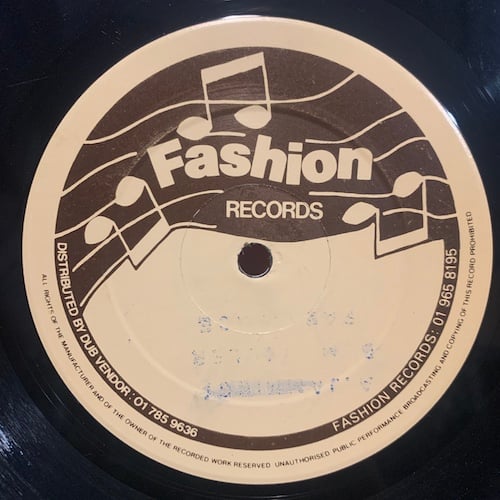 Fashion
RECORDS
DISTRIBUTED BY DUB VENDOR: 01 785 9636
FASHION RECORDS: 01 965 8195
ALL RIGHTS OF THE MANUFACTURER AND OF THE OWNER OF THE RECORDED WORK RESERVED. UNAUTHORISED PUBLIC PERFORMANCE BROADCASTING AND COPYING OF THIS RECORD PROHIBITED